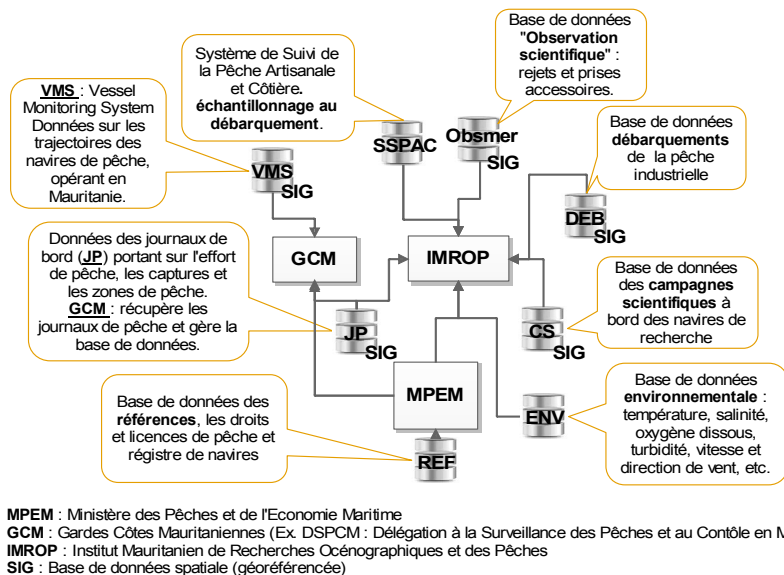 Base de données
"Observation
scientifique" :
rejets et prises
accessoires.
Système de Suivi de
la Pêche Artisanale
et Côtière.
échantillonnage au
débarquement.
VMS : Vessel
Monitoring System
Données sur les
trajectoires des
navires de pêche,
opérant en
Mauritanie.
Base de données
débarquements
de la pêche
industrielle
VMS
SIG
SSPAC
Obsmer
SIG
DEB
SIG
Données des journaux de
bord (JP) portant sur l'effort
de pêche, les captures et
les zones de pêche.
GCM : récupère les
journaux de pêche et gère la
base de données.
GCM
IMROP
Base de données
des campagnes
scientifiques à
bord des navires de
recherche
JP
SIG
CS
SIG
Base de données des
références, les droits
et licences de pêche et
régistre de navires
MPEM
REF
ENV
Base de données
environnementale :
température, salinité,
oxygène dissous,
turbidité, vitesse et
direction de vent, etc.
MPEM : Ministère des Pêches et de l'Economie Maritime
GCM : Gardes Côtes Mauritaniennes (Ex. DSPCM : Délégation à la Surveillance des Pêches et au Contôle en M
IMROP : Institut Mauritanien de Recherches Océnographiques et des Pêches
SIG : Base de données spatiale (géoréférencée)